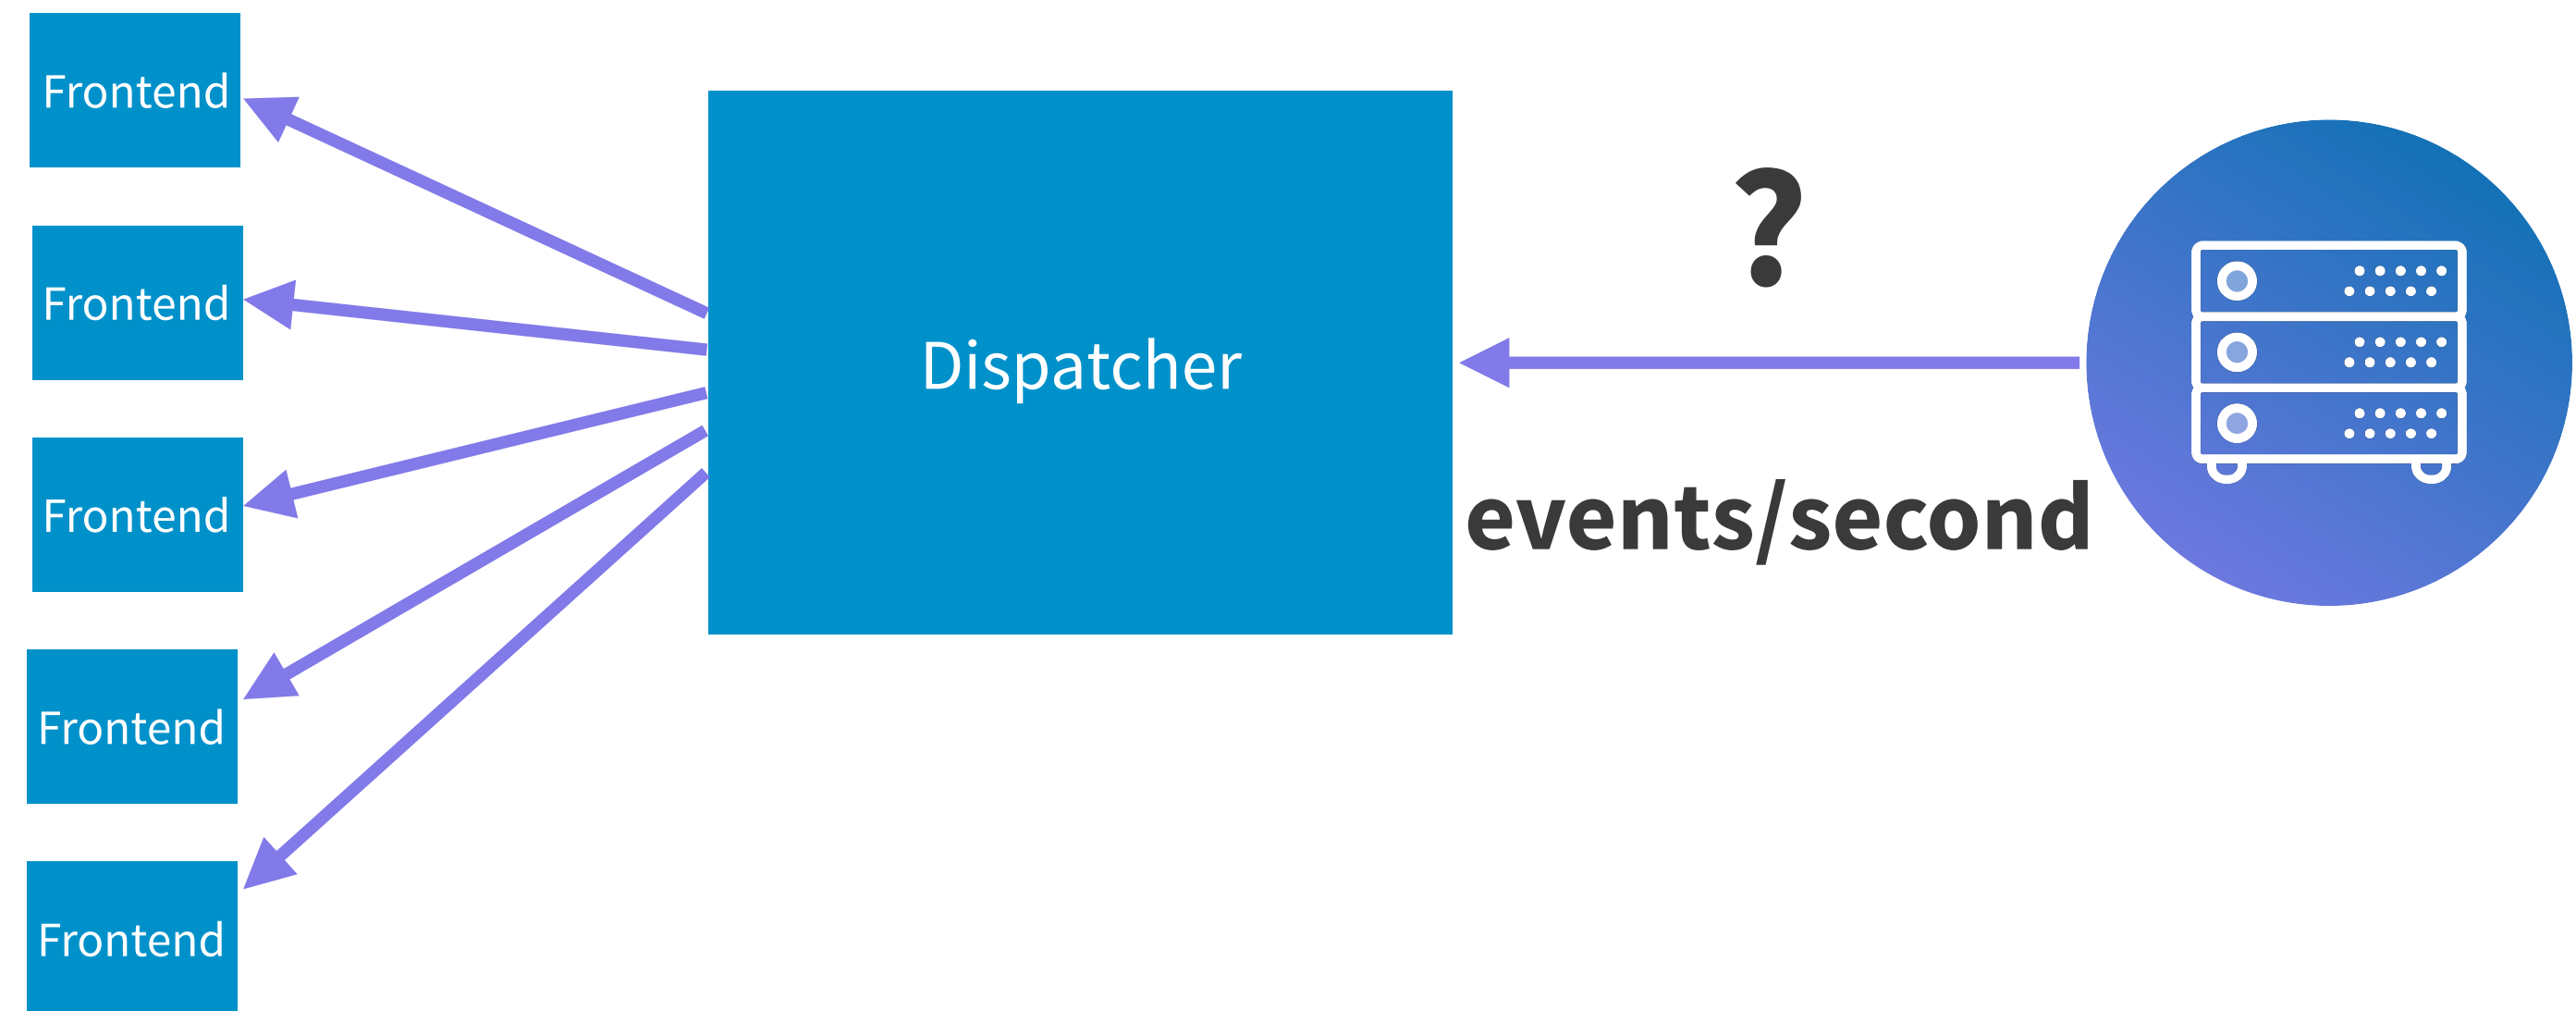 Frontend
Frontend
Frontend
Frontend
Frontend
Dispatcher
?
events/second